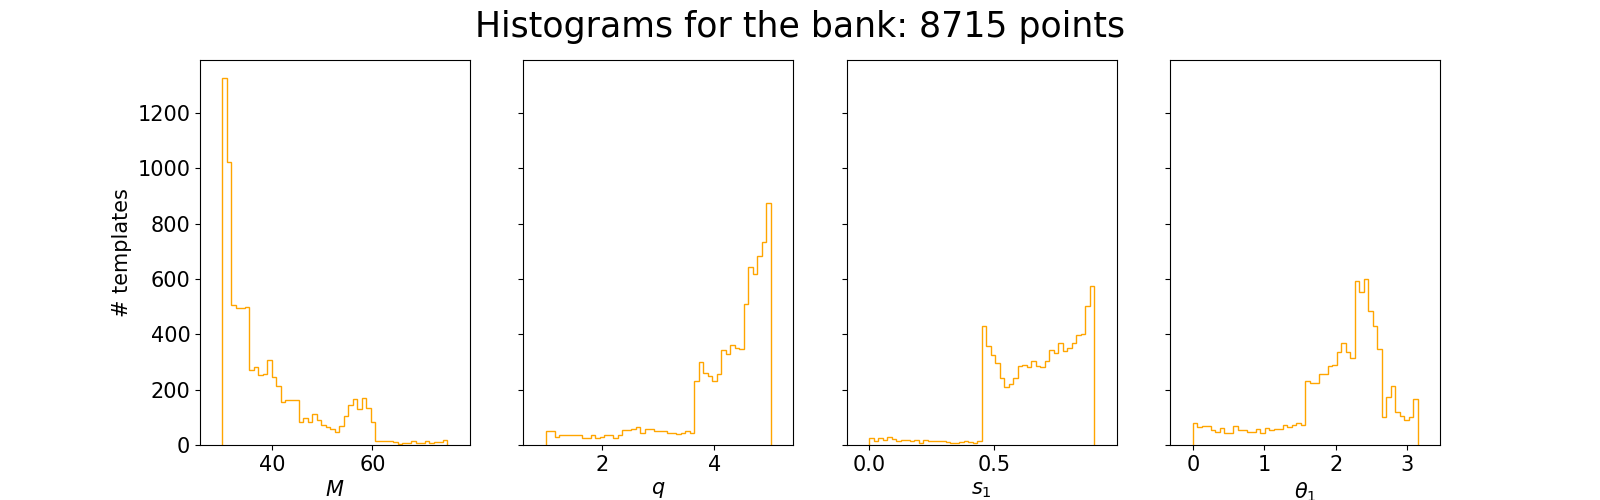 Histograms for the bank: 8715 points
# templates
1200
1000
800
600
400
200
0
40 60
M
2 4
q
0.0 0.5
s₁
0 1 2 3
θ₁